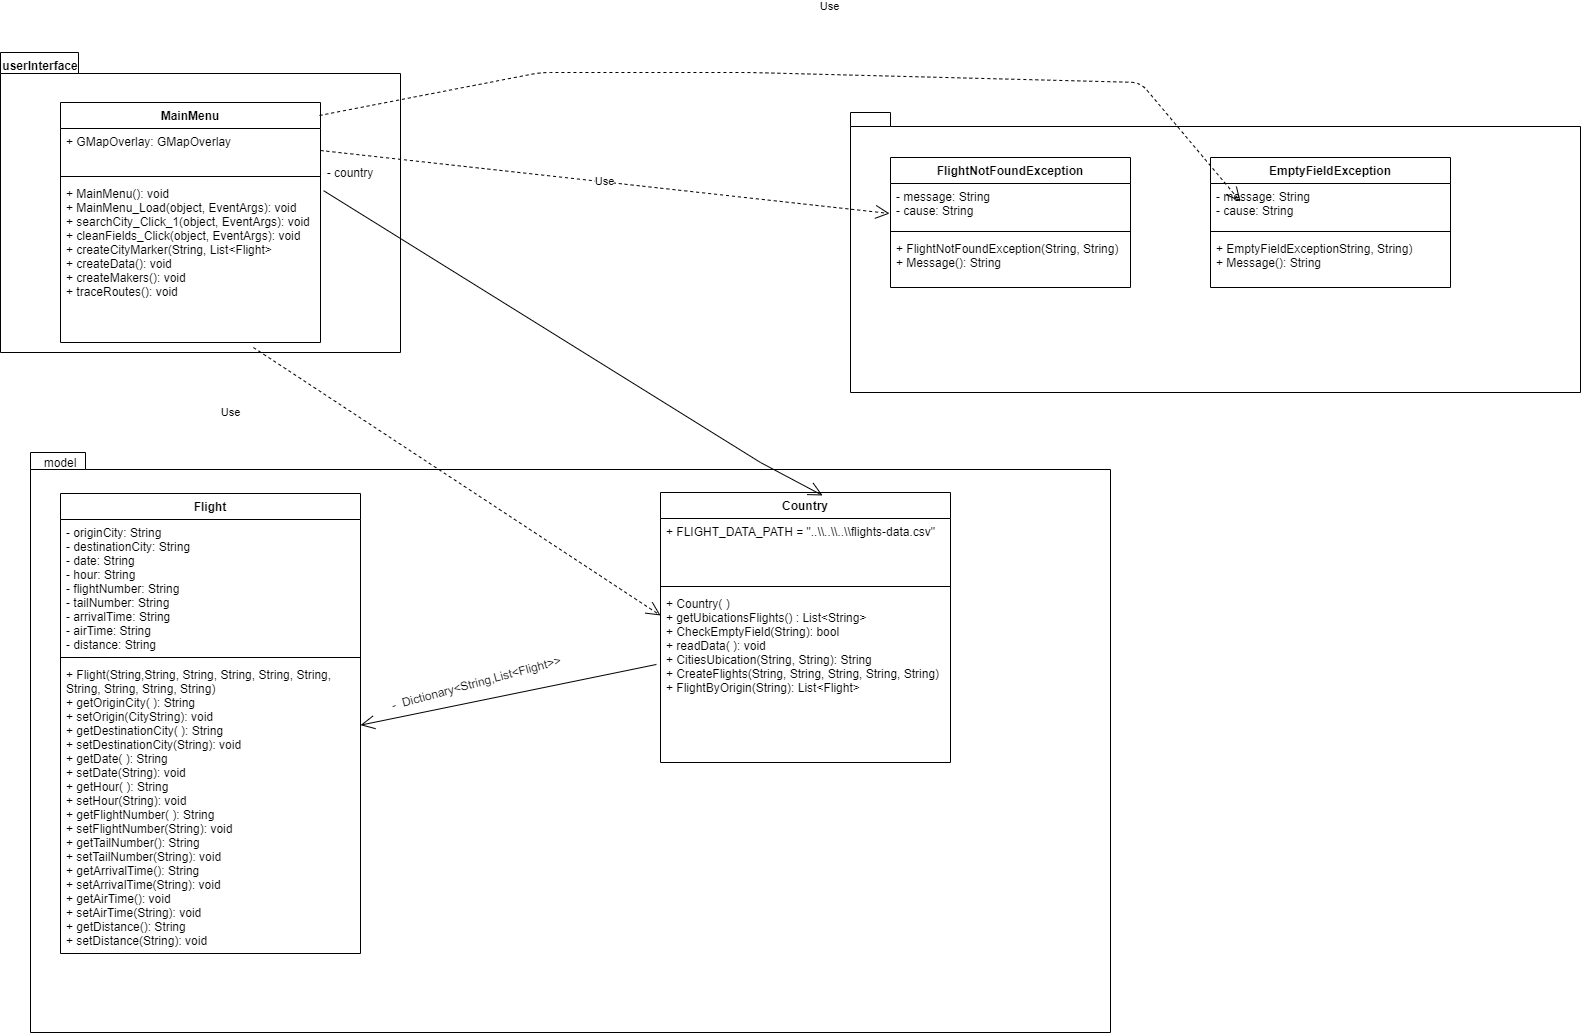 Use
userInterface
MainMenu
+ GMapOverlay: GMapOverlay
- country
+ MainMenu(): void
+ MainMenu_Load(object, EventArgs): void
+ searchCity_Click_1(object, EventArgs): void
+ cleanFields_Click(object, EventArgs): void
+ createCityMarker(String, List<Flight>
+ createData(): void
+ createMakers(): void
+ traceRoutes(): void
Use
FlightNotFoundException
- message: String
- cause: String
+ FlightNotFoundException(String, String)
+ Message(): String
EmptyFieldException
- message: String
- cause: String
+ EmptyFieldExceptionString, String)
+ Message(): String
Use
model
Flight
- originCity: String
- destinationCity: String
- date: String
- hour: String
- flightNumber: String
- tailNumber: String
- arrivalTime: String
- airTime: String
- distance: String
+ Flight(String,String, String, String, String, String,
String, String, String, String)
+ getOriginCity( ): String
+ setOrigin(CityString): void
+ getDestinationCity( ): String
+ setDestinationCity(String): void
+ getDate( ): String
+ setDate(String): void
+ getHour( ): String
+ setHour(String): void
+ getFlightNumber( ): String
+ setFlightNumber(String): void
+ getTailNumber(): String
+ setTailNumber(String): void
+ getArrivalTime(): String
+ setArrivalTime(String): void
+ getAirTime(): void
+ setAirTime(String): void
+ getDistance(): String
+ setDistance(String): void
- Dictionary<String,List<Flight>>
Country
+ FLIGHT_DATA_PATH = "..\\..\\..\\flights-data.csv"
+ Country( )
+ getUbicationsFlights() : List<String>
+ CheckEmptyField(String): bool
+ readData( ): void
+ CitiesUbication(String, String): String
+ CreateFlights(String, String, String, String, String)
+ FlightByOrigin(String): List<Flight>